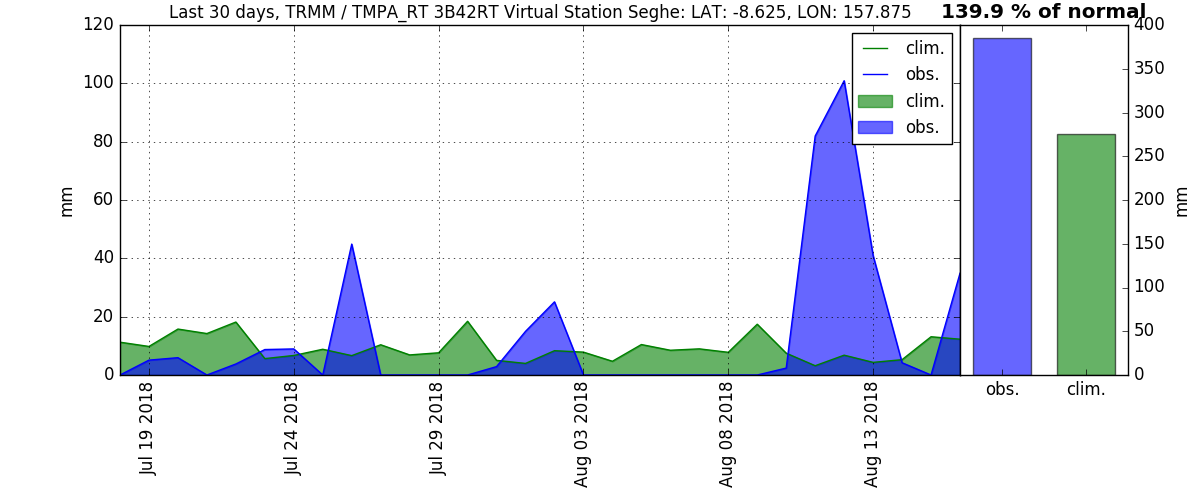 Last 30 days, TRMM / TMPA_RT 3B42RT Virtual Station Seghe: LAT: -8.625, LON: 157.875
139.9 % of normal
120
100
80
60
40
20
0
mm
clim.
obs.
clim.
obs.
Jul 19 2018
Jul 24 2018
Jul 29 2018
Aug 03 2018
Aug 08 2018
Aug 13 2018
400
350
300
250
200
150
100
50
0
mm
obs.
clim.